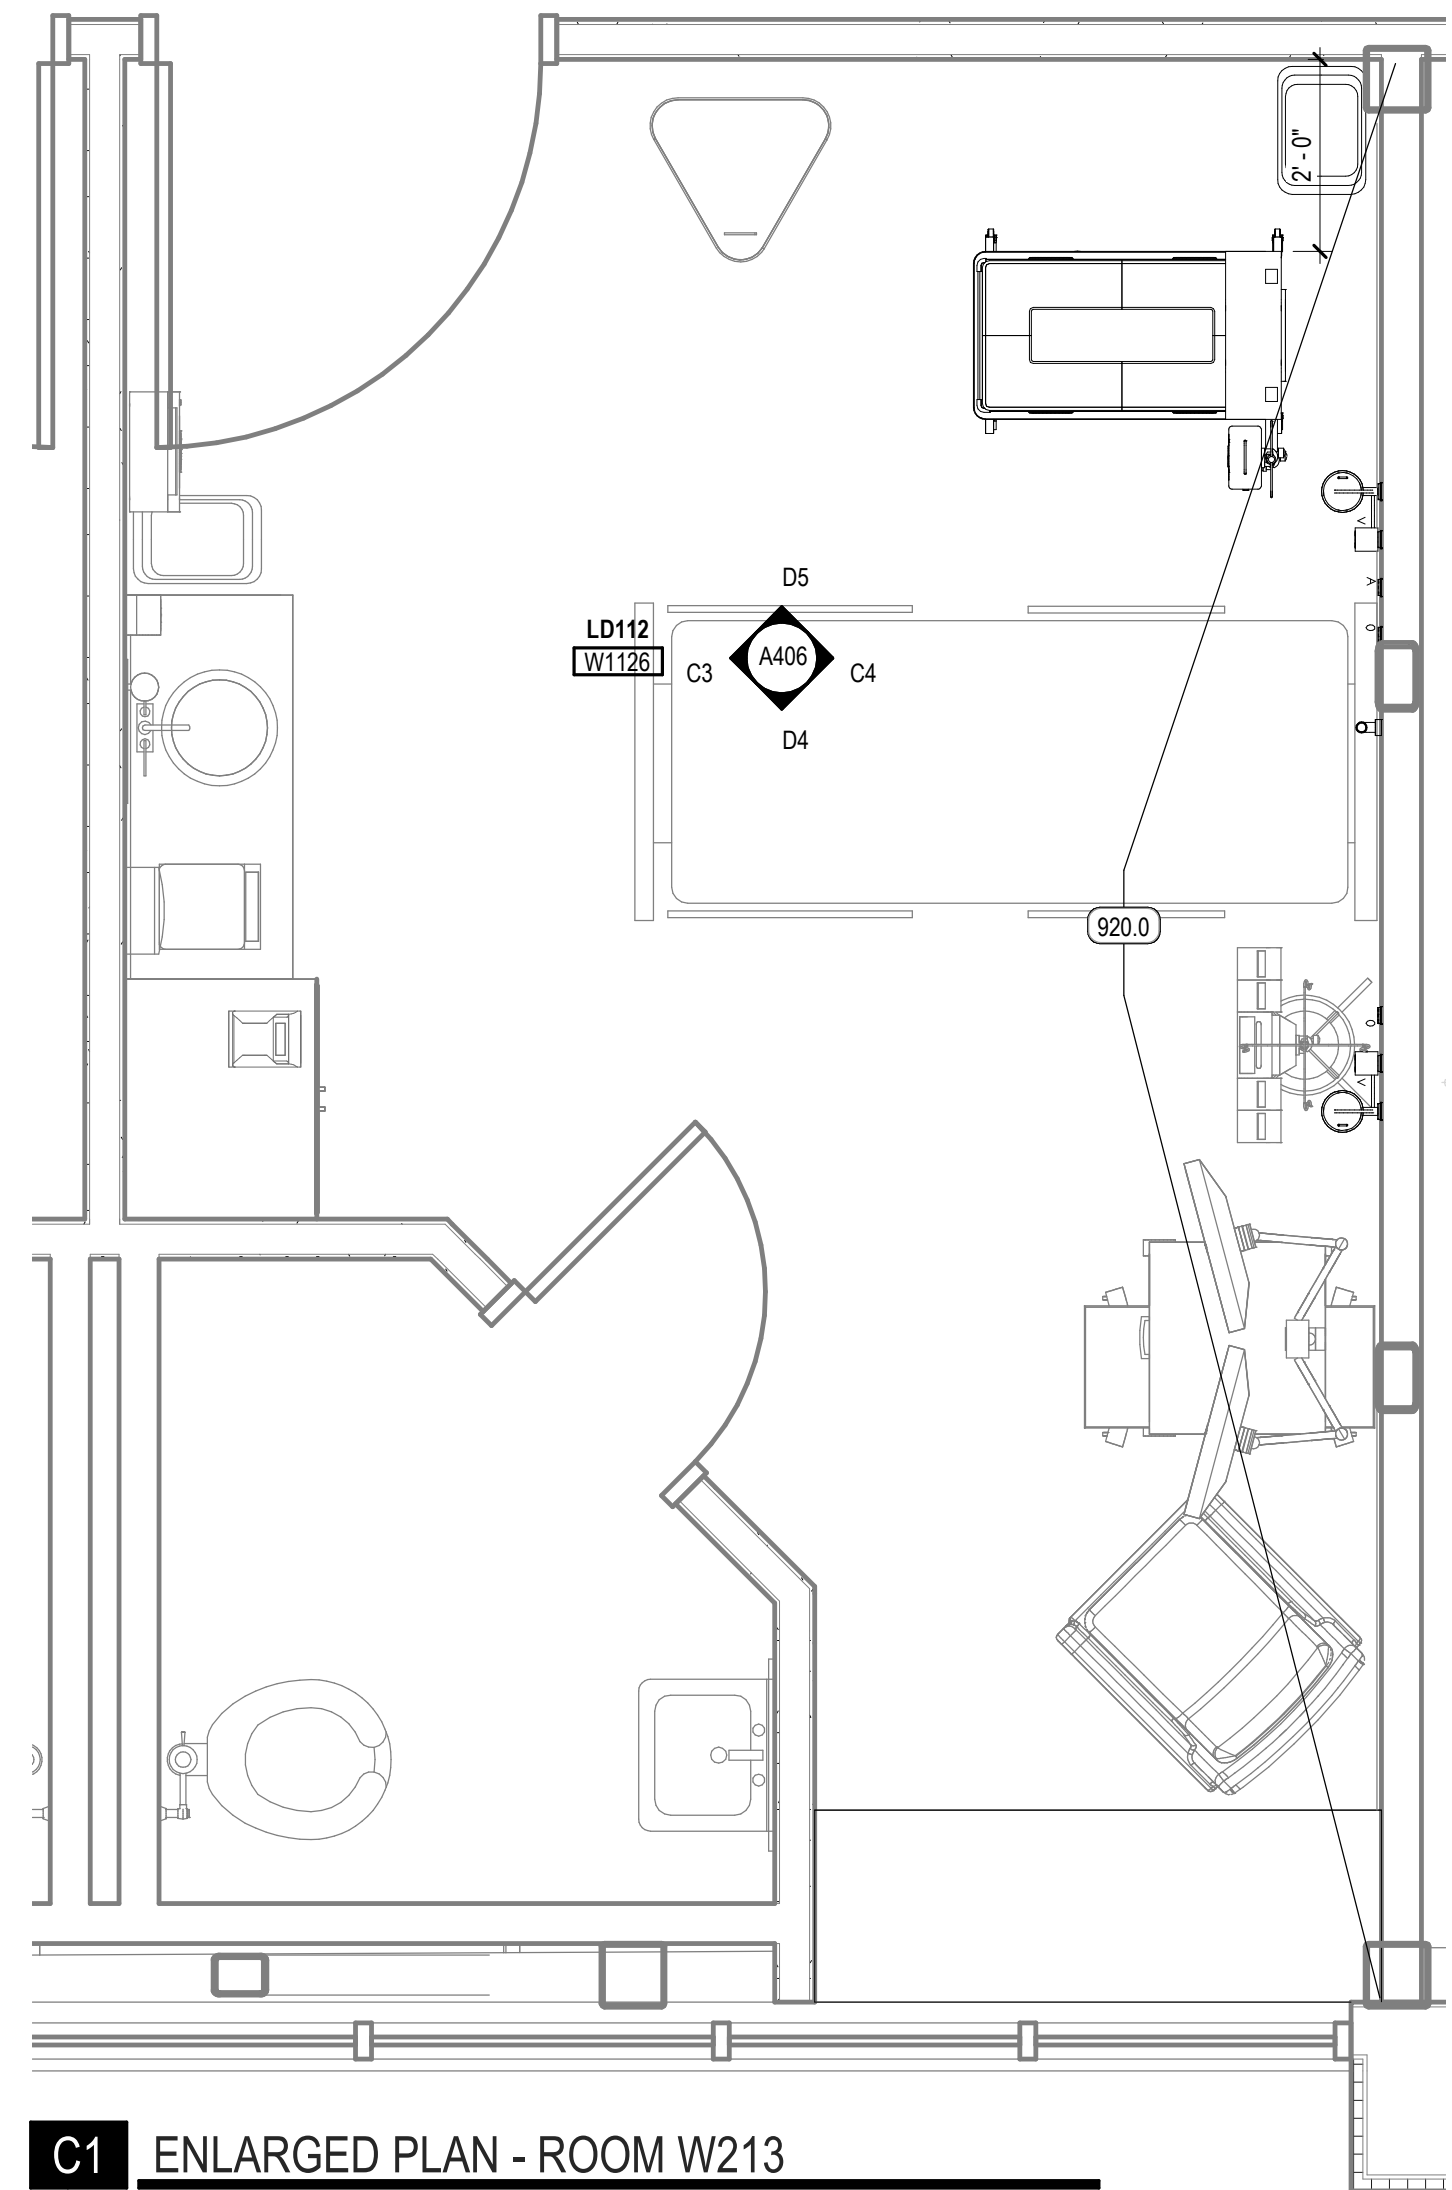 2' - 0"
V
A
O
D5
LD112
W1126
C3
A406
C4
D4
920.0
O
V
C1
ENLARGED PLAN - ROOM W213